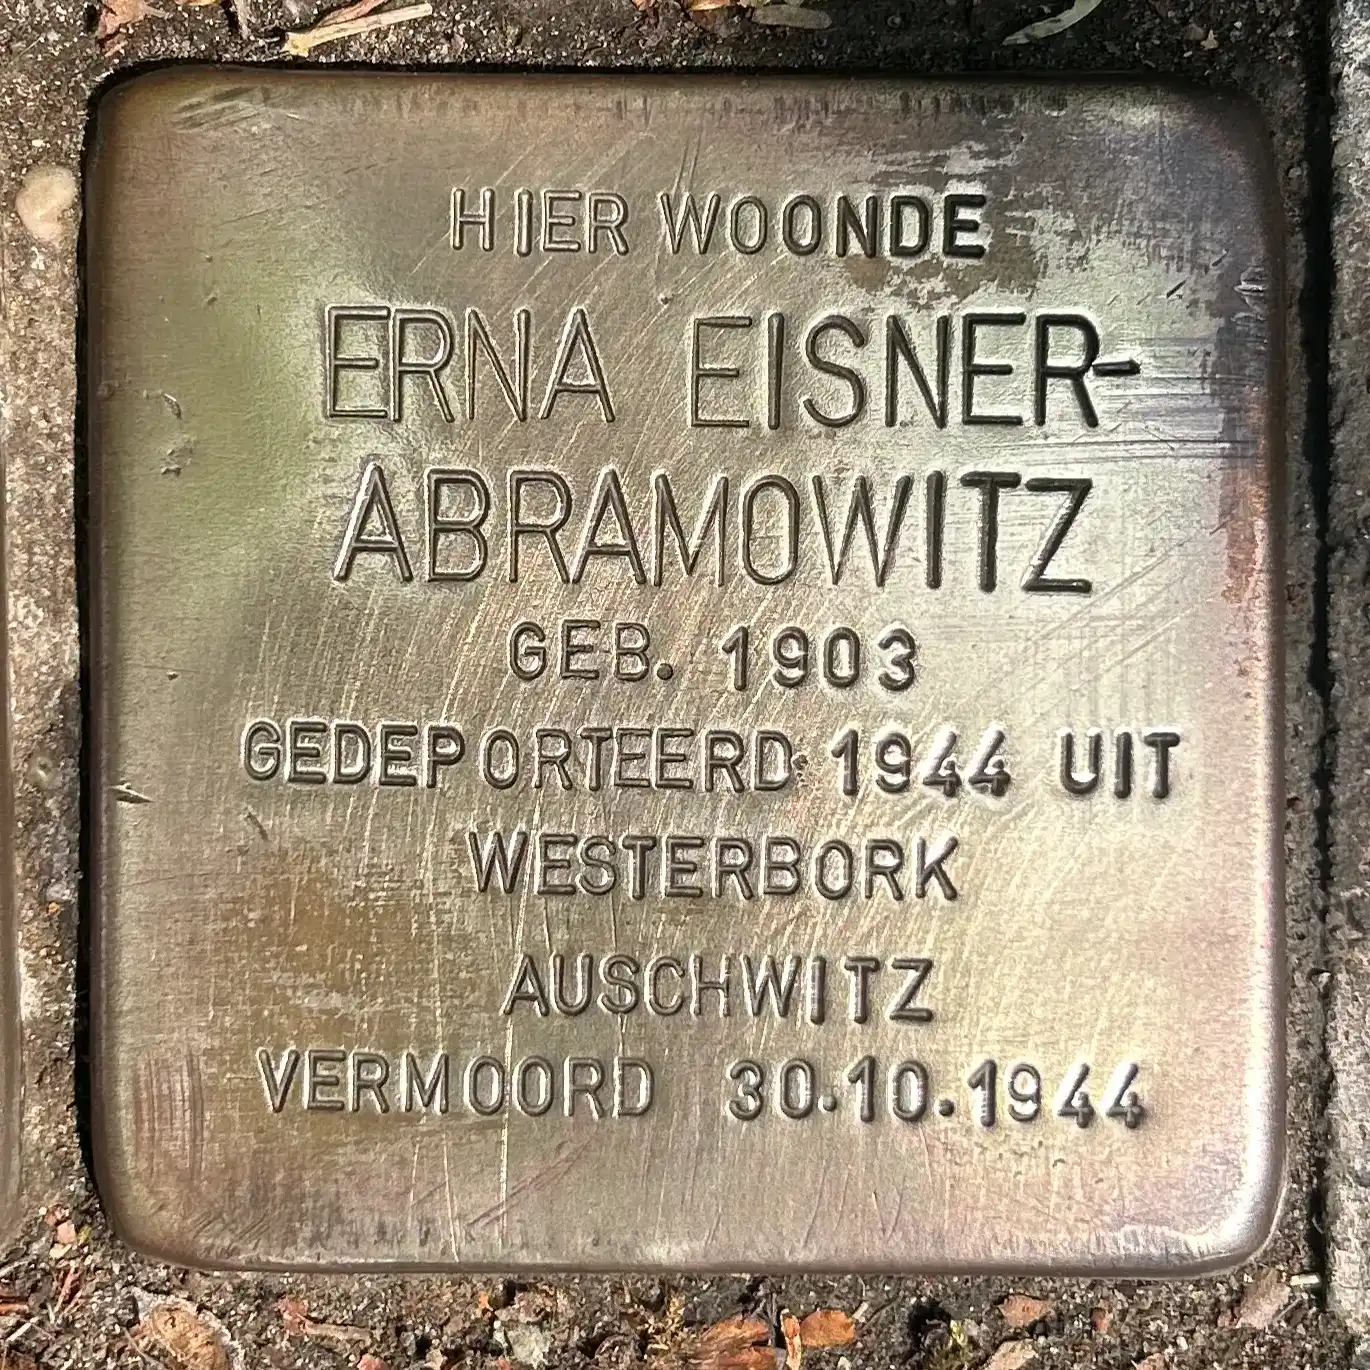 HIER WOONDE
ERNA EISNER-
ABRAMOWITZ
GEB. 1903
GEDEPORTEERD 1944 UIT
WESTERBORK
AUSCHWITZ
VERMOORD 30.10.1944